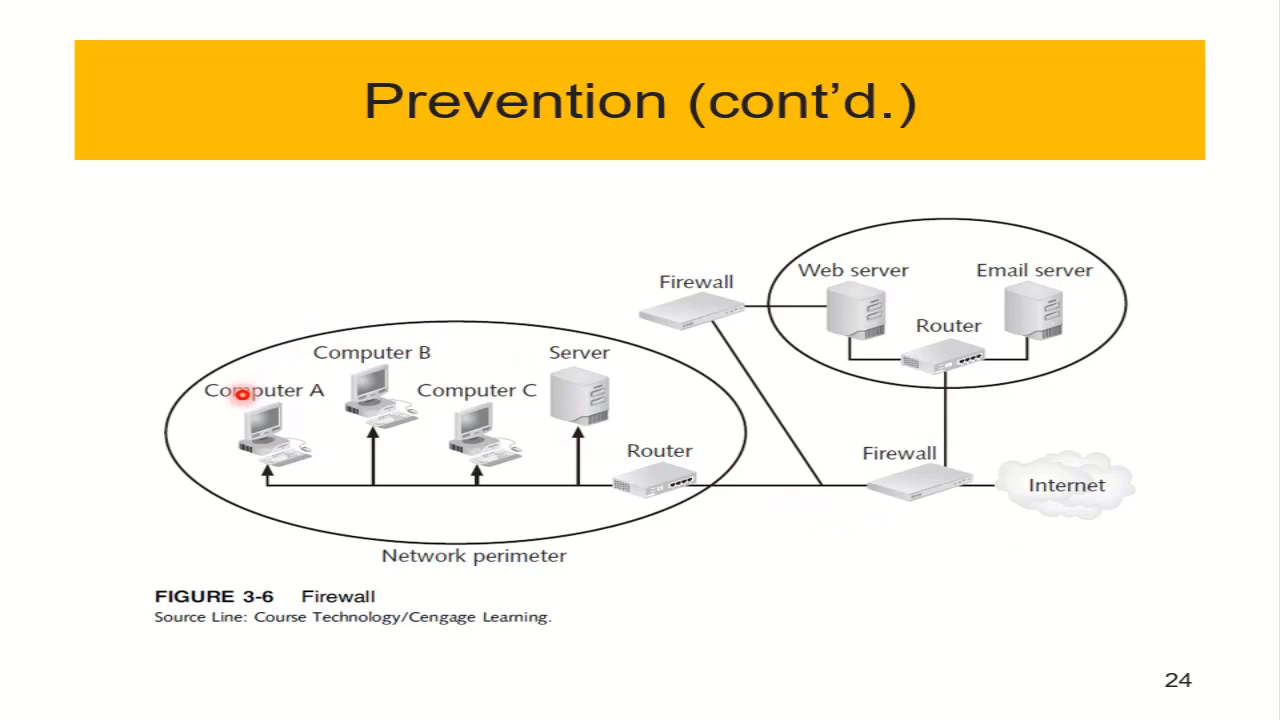 Prevention (cont’d.)
Firewall
Web server
Email server
Router
Computer B
Server
Computer A
Computer C
Router
Firewall
Internet
Network perimeter
FIGURE 3-6 Firewall
Source Line: Course Technology/Cengage Learning.
24